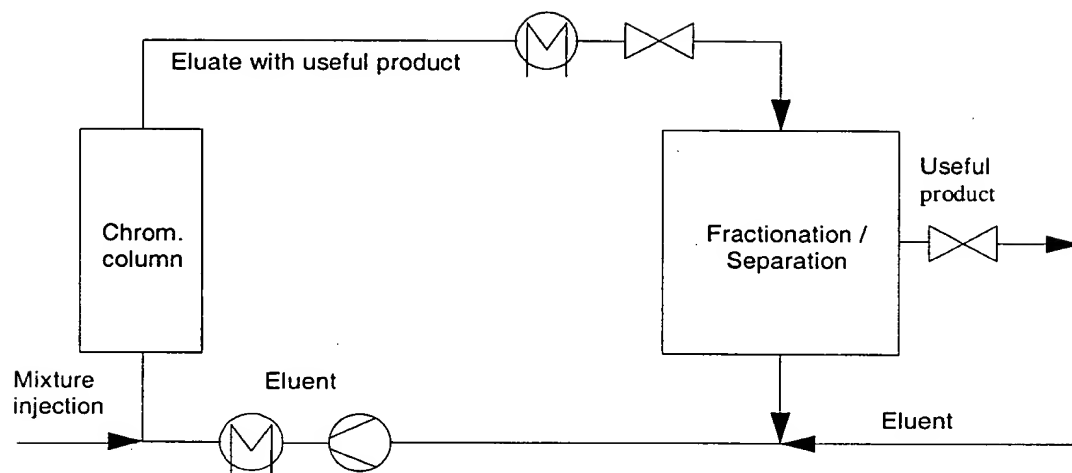 Eluate with useful product
Useful
product
Chrom.
column
Fractionation /
Separation
Mixture
injection
Eluent
Eluent